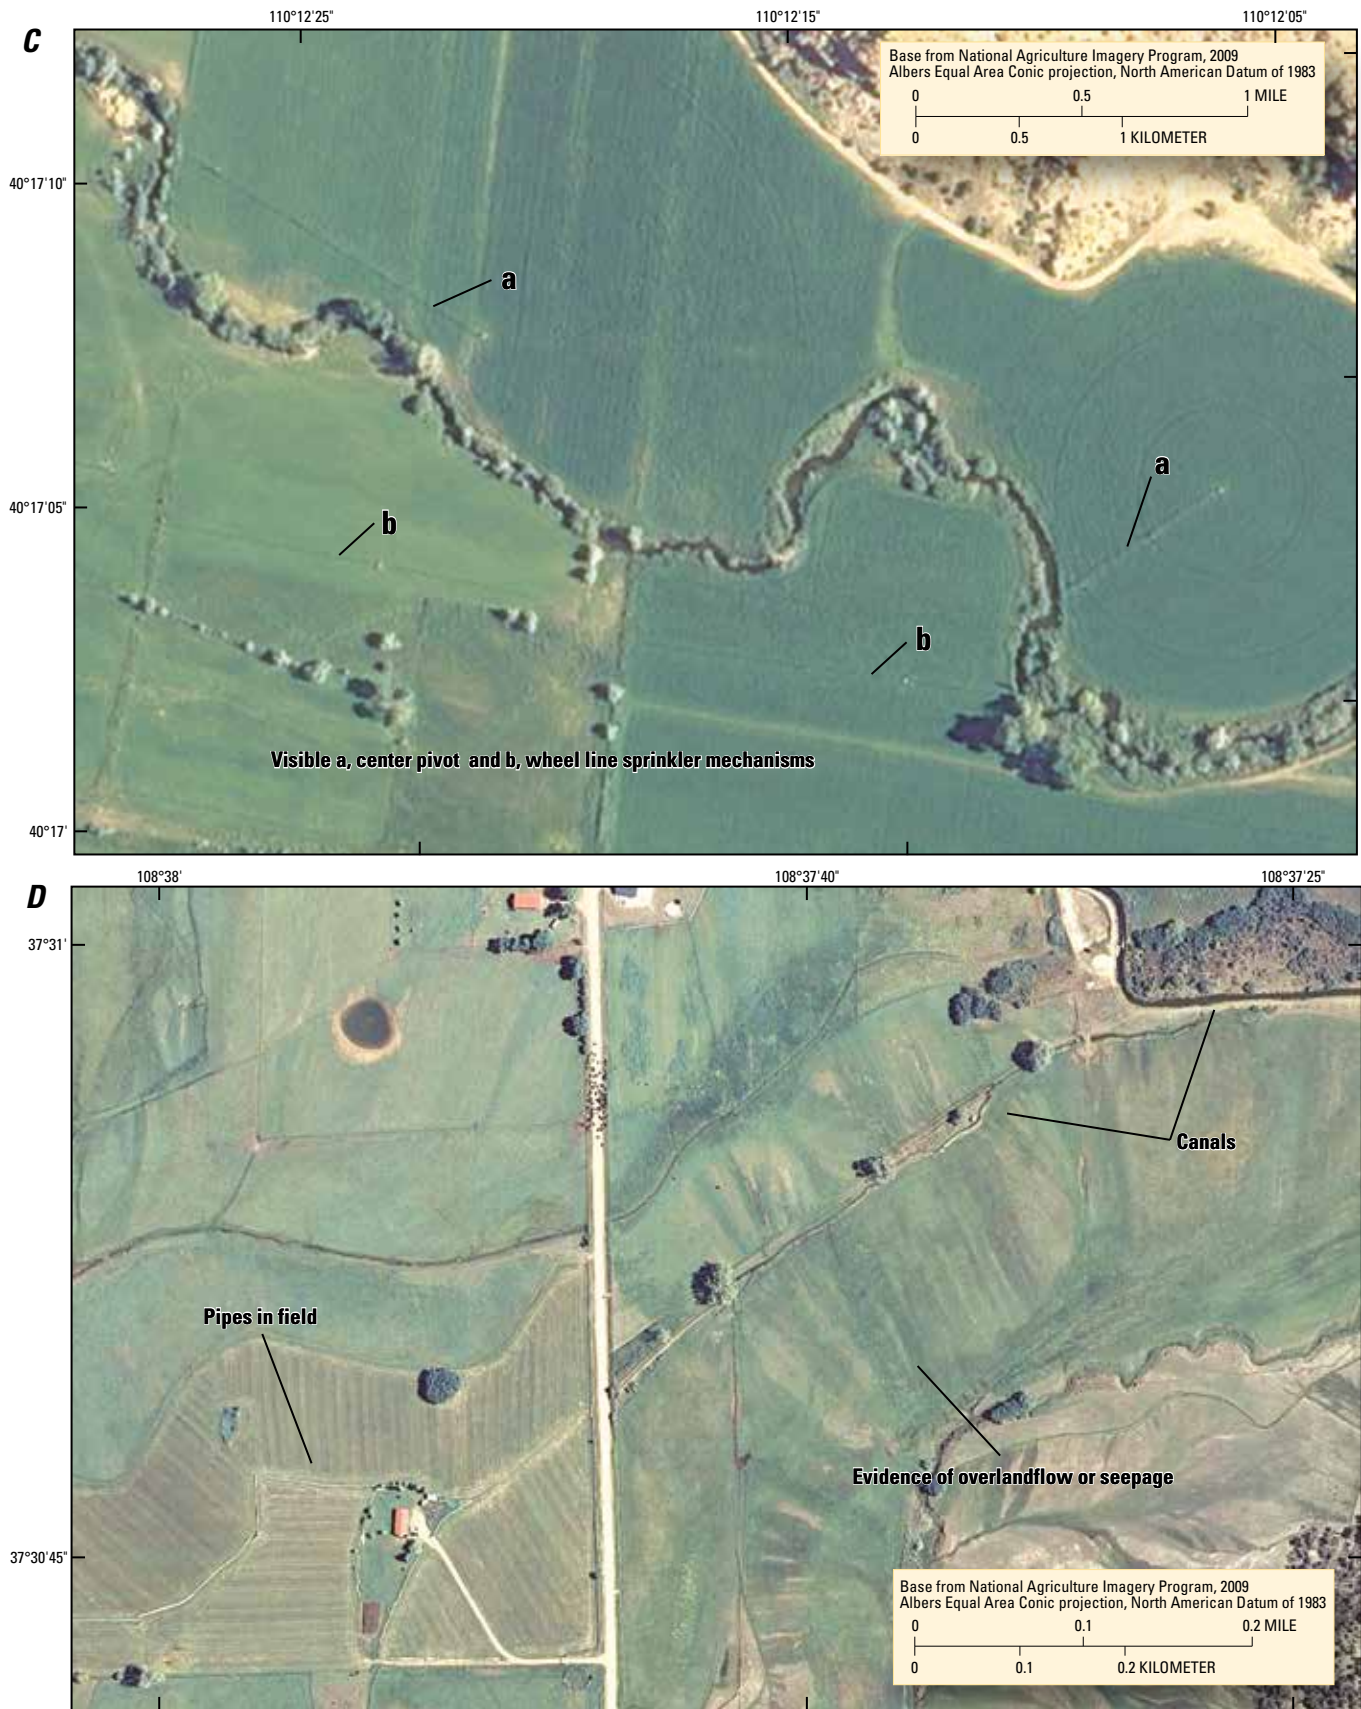 C
110°12'25"
110°12'15"
110°12'05"
Base from National Agriculture Imagery Program, 2009
Albers Equal Area Conic projection, North American Datum of 1983
0 0.5 1 MILE
0 0.5 1 KILOMETER
40°17'10"
a
a
40°17'05"
b
b
Visible a, center pivot and b, wheel line sprinkler mechanisms
40°17'
D
108°38'
108°37'40"
108°37'25"
37°31'
Canals
Pipes in field
Evidence of overlandflow or seepage
37°30'45"
Base from National Agriculture Imagery Program, 2009
Albers Equal Area Conic projection, North American Datum of 1983
0 0.1 0.2 MILE
0 0.1 0.2 KILOMETER